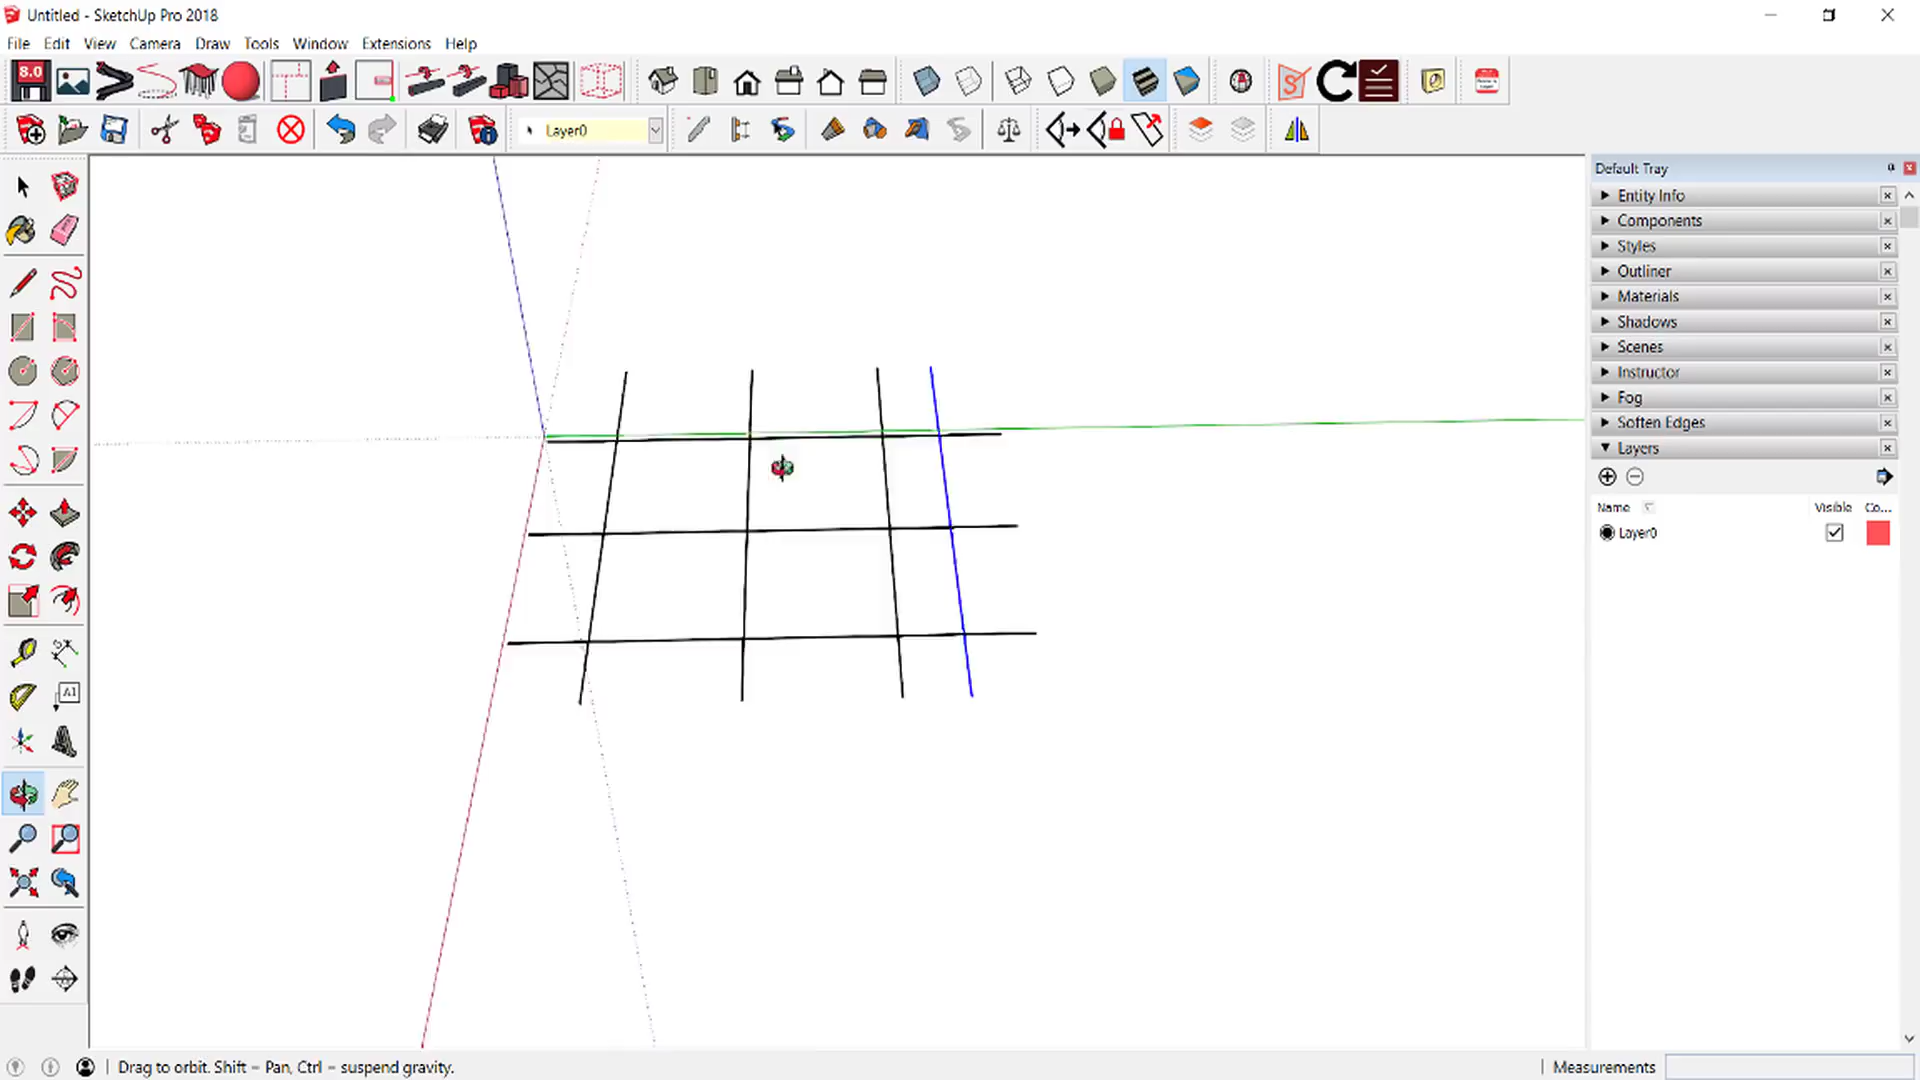 Untitled - SketchUp Pro 2018
File Edit View Camera Draw Tools Window Extensions Help
8.0
Layer0
Default Tray
Entity Info
Components
Styles
Outliner
Materials
Shadows
Scenes
Instructor
Fog
Soften Edges
Layers
Name Visible Co...
Layer0
A1
Drag to orbit. Shift = Pan, Ctrl = suspend gravity.
Measurements